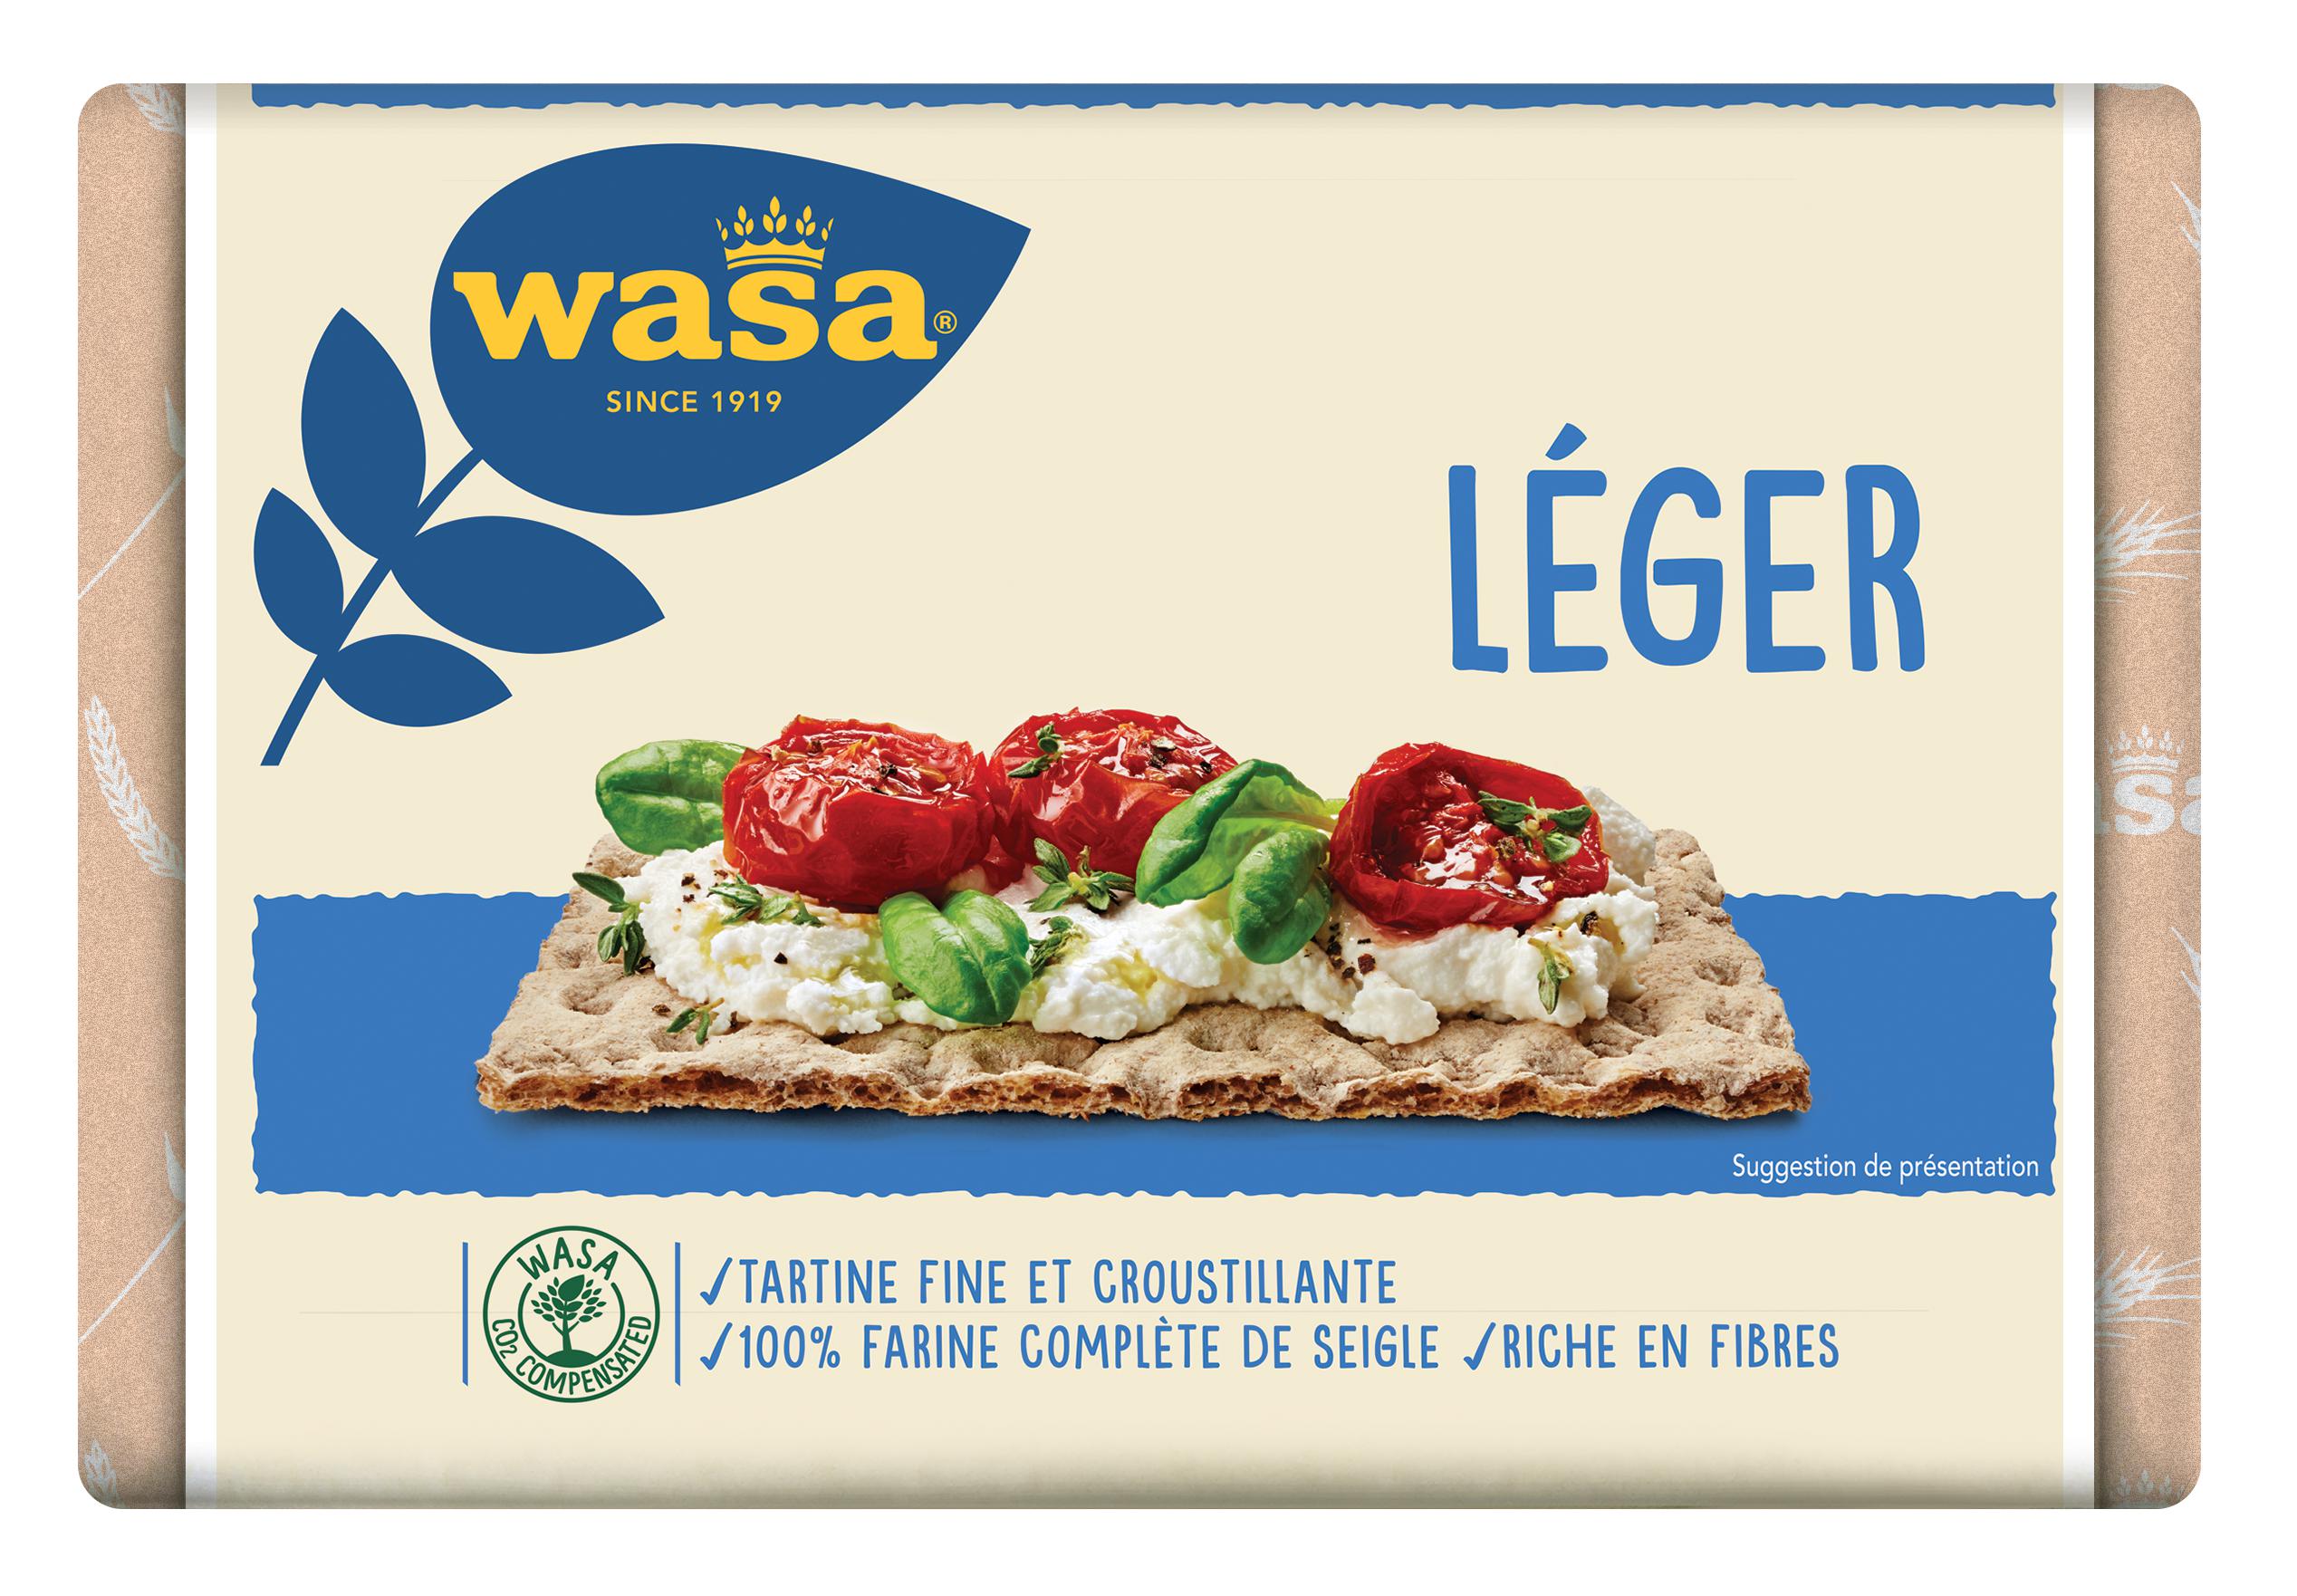 wasa®
SINCE 1919
LÉGER
Suggestion de présentation
WASA
CO2 COMPENSATED
✓TARTINE FINE ET CROUSTILLANTE
✓100% FARINE COMPLÈTE DE SEIGLE ✓RICHE EN FIBRES